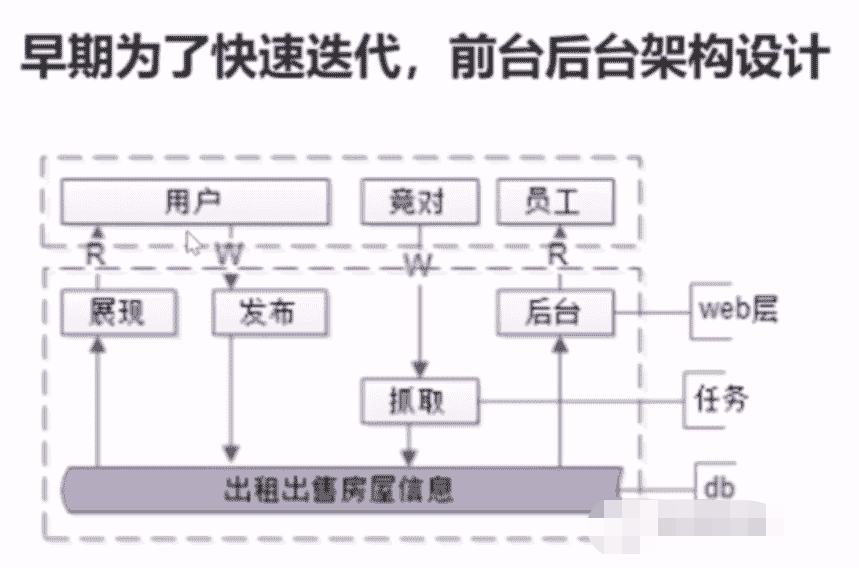 早期为了快速迭代，前台后台架构设计
用户
竞对
员工
R
W
W
R
展现
发布
后台
web层
抓取
任务
出租出售房屋信息
db